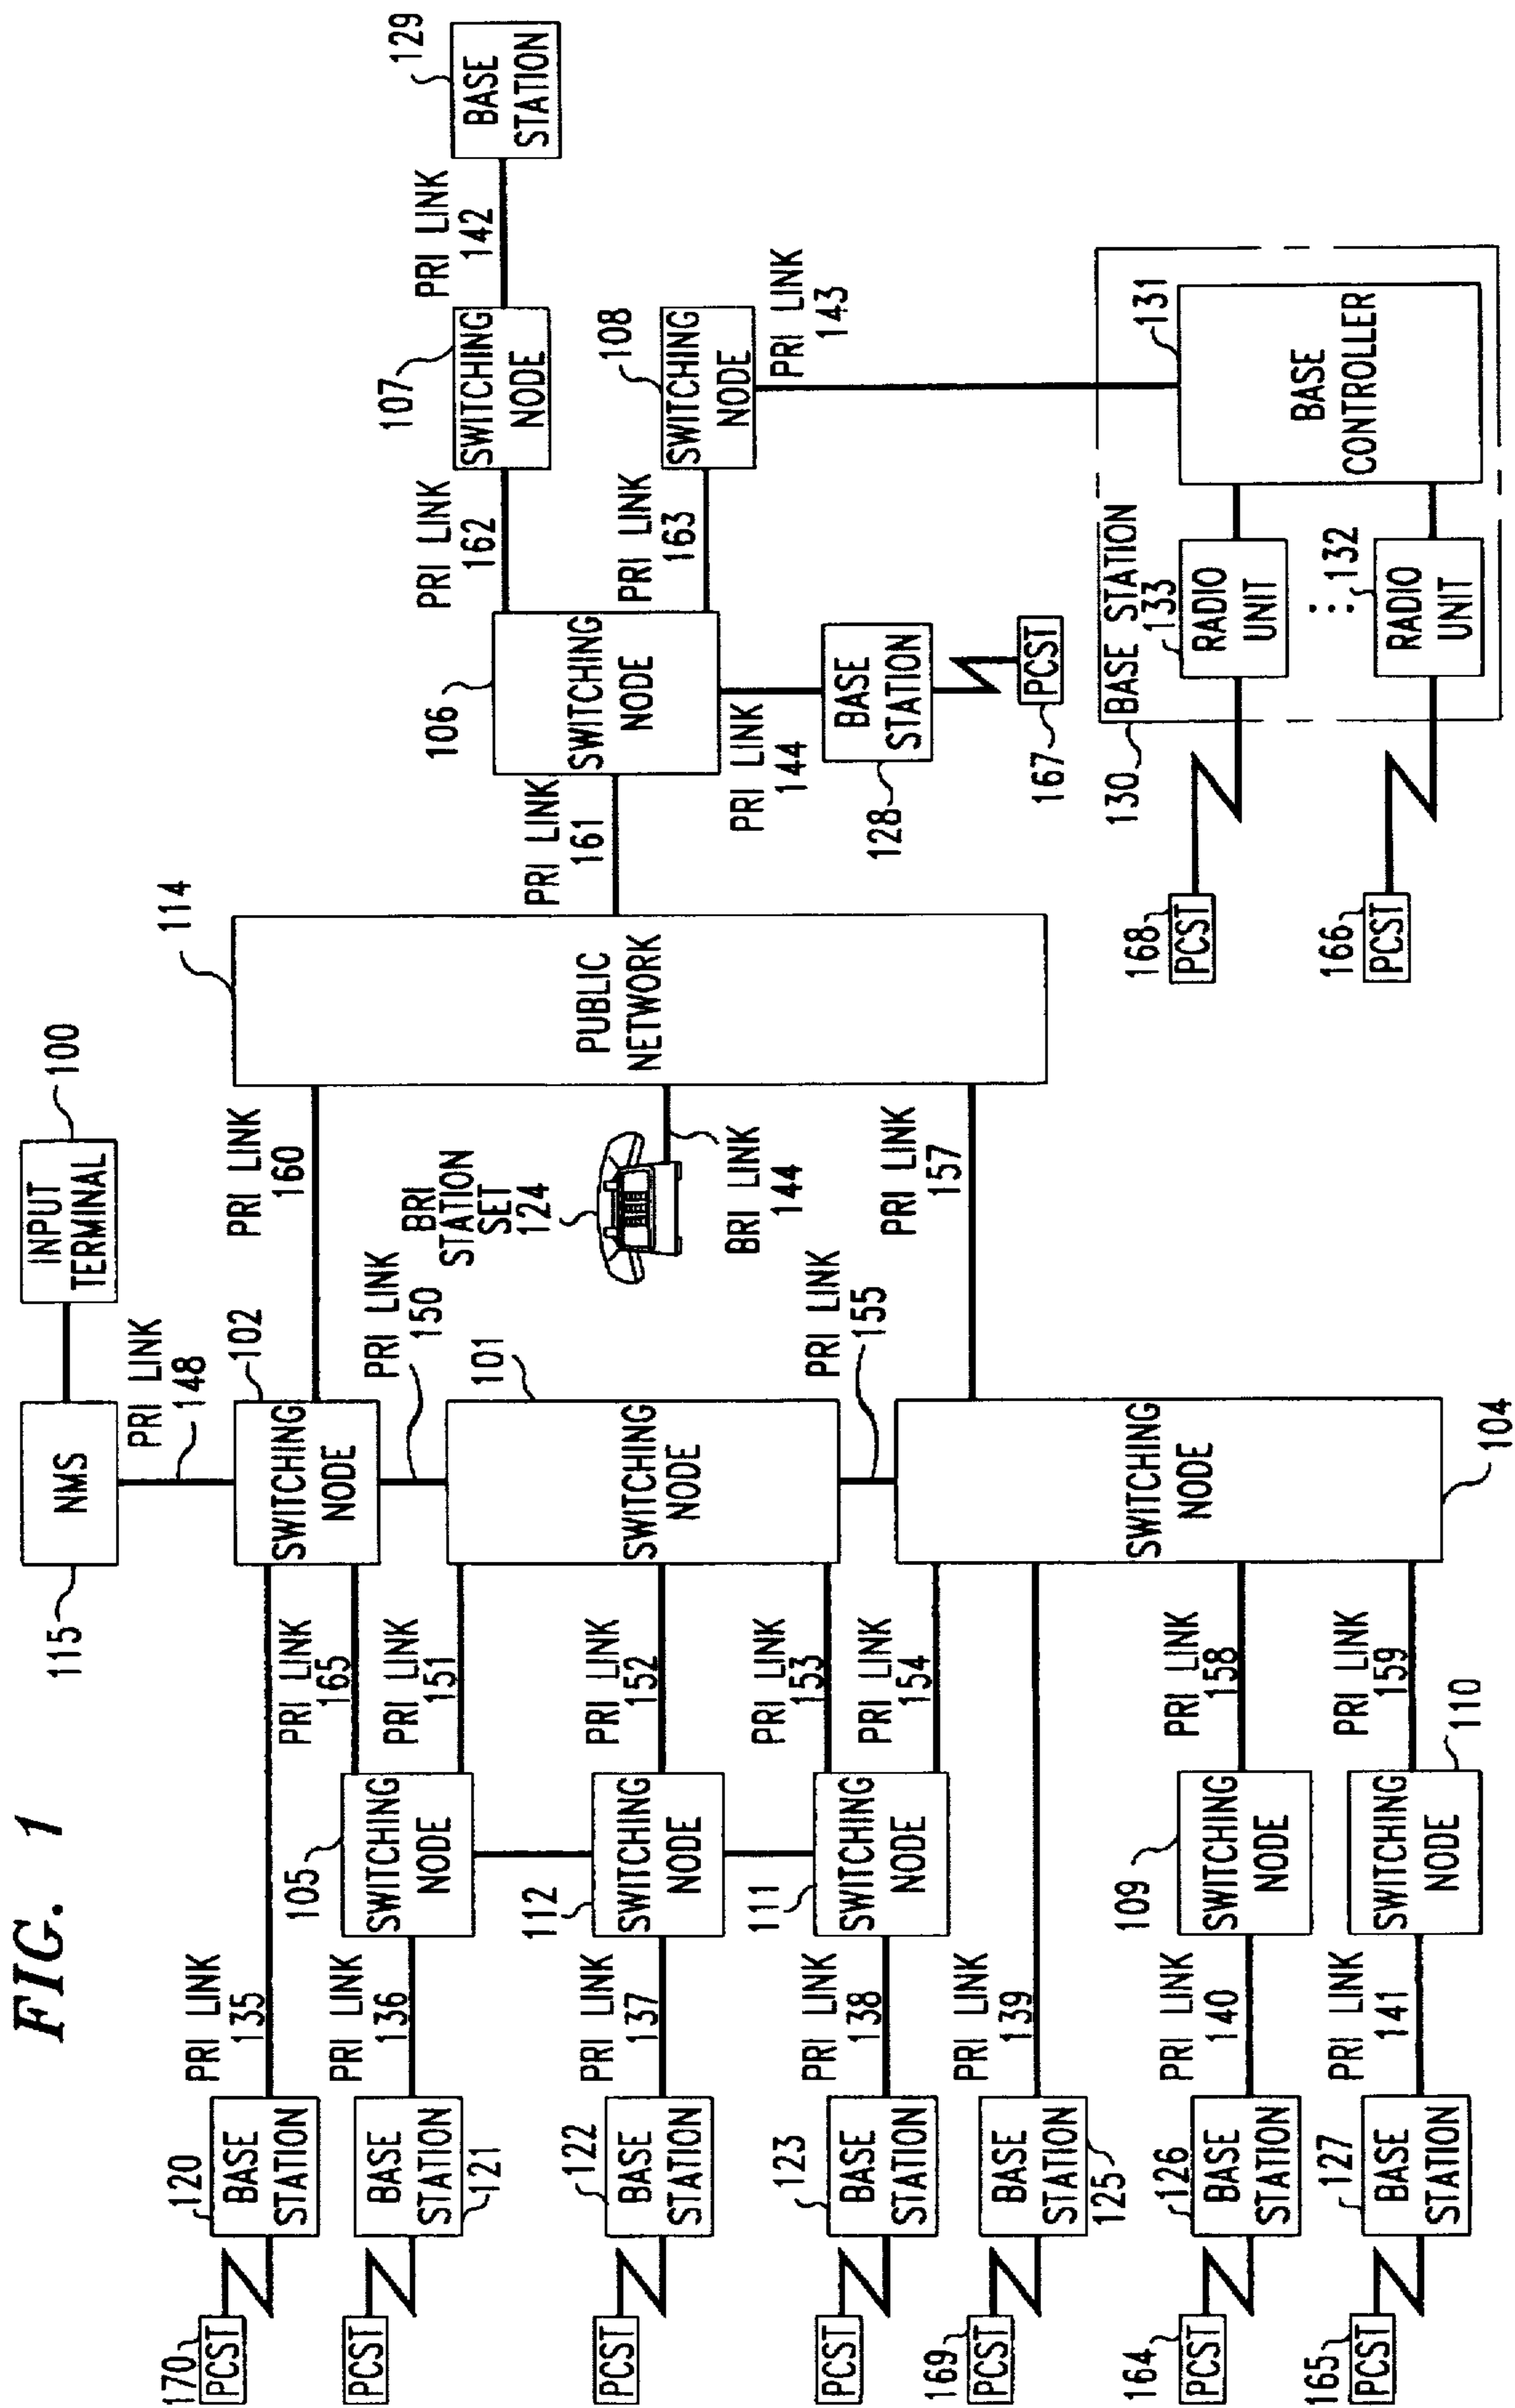 FIG. 1
115
NMS
INPUT
TERMINAL
100
PRI LINK
148
102
SWITCHING
NODE
PRI LINK
160
114
PUBLIC
NETWORK
170
PCST
120
BASE
STATION
PRI LINK
135
PRI LINK
165
PRI LINK
150
PCST
BASE
STATION
121
PRI LINK
136
105
SWITCHING
NODE
PRI LINK
151
101
SWITCHING
NODE
BRI
STATION
SET
124
BRI LINK
144
PCST
122
BASE
STATION
PRI LINK
137
112
SWITCHING
NODE
PRI LINK
152
PCST
123
BASE
STATION
PRI LINK
138
111
SWITCHING
NODE
PRI LINK
153
PRI LINK
154
PRI LINK
155
PRI LINK
157
169
PCST
BASE
STATION
125
PRI LINK
139
SWITCHING
NODE
104
164
PCST
126
BASE
STATION
PRI LINK
140
109
SWITCHING
NODE
PRI LINK
158
165
PCST
127
BASE
STATION
PRI LINK
141
SWITCHING
NODE
110
PRI LINK
159
PRI LINK
161
106
SWITCHING
NODE
PRI LINK
162
107
SWITCHING
NODE
PRI LINK
142
129
BASE
STATION
PRI LINK
163
108
SWITCHING
NODE
PRI LINK
143
PRI LINK
144
128
BASE
STATION
167
PCST
130
BASE STATION
168
PCST
133
RADIO
UNIT
131
BASE
CONTROLLER
166
PCST
132
RADIO
UNIT